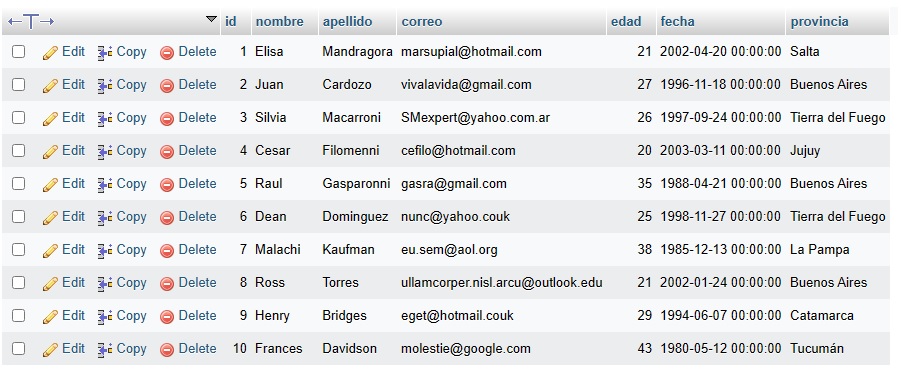 id nombre apellido correo edad fecha provincia
Edit Copy Delete 1 Elisa Mandragora marsupial@hotmail.com 21 2002-04-20 00:00:00 Salta
Edit Copy Delete 2 Juan Cardozo vivalavida@gmail.com 27 1996-11-18 00:00:00 Buenos Aires
Edit Copy Delete 3 Silvia Macarroni SMexpert@yahoo.com.ar 26 1997-09-24 00:00:00 Tierra del Fuego
Edit Copy Delete 4 Cesar Filomenni cefilo@hotmail.com 20 2003-03-11 00:00:00 Jujuy
Edit Copy Delete 5 Raul Gasparonni gasra@gmail.com 35 1988-04-21 00:00:00 Buenos Aires
Edit Copy Delete 6 Dean Dominguez nunc@yahoo.couk 25 1998-11-27 00:00:00 Tierra del Fuego
Edit Copy Delete 7 Malachi Kaufman eu.sem@aol.org 38 1985-12-13 00:00:00 La Pampa
Edit Copy Delete 8 Ross Torres ullamcorper.nisl.arcu@outlook.edu 21 2002-01-24 00:00:00 Buenos Aires
Edit Copy Delete 9 Henry Bridges eget@hotmail.couk 29 1994-06-07 00:00:00 Catamarca
Edit Copy Delete 10 Frances Davidson molestie@google.com 43 1980-05-12 00:00:00 Tucumán